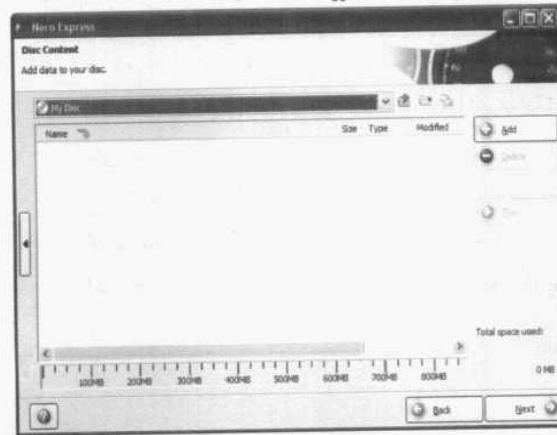 Nero Express
Disc Content
Add data to your disc.
My Disc
Name Size Type Modified
Add
Delete
Total space used:
100MB 200MB 300MB 400MB 500MB 600MB 700MB 800MB
0 MB
Back Next